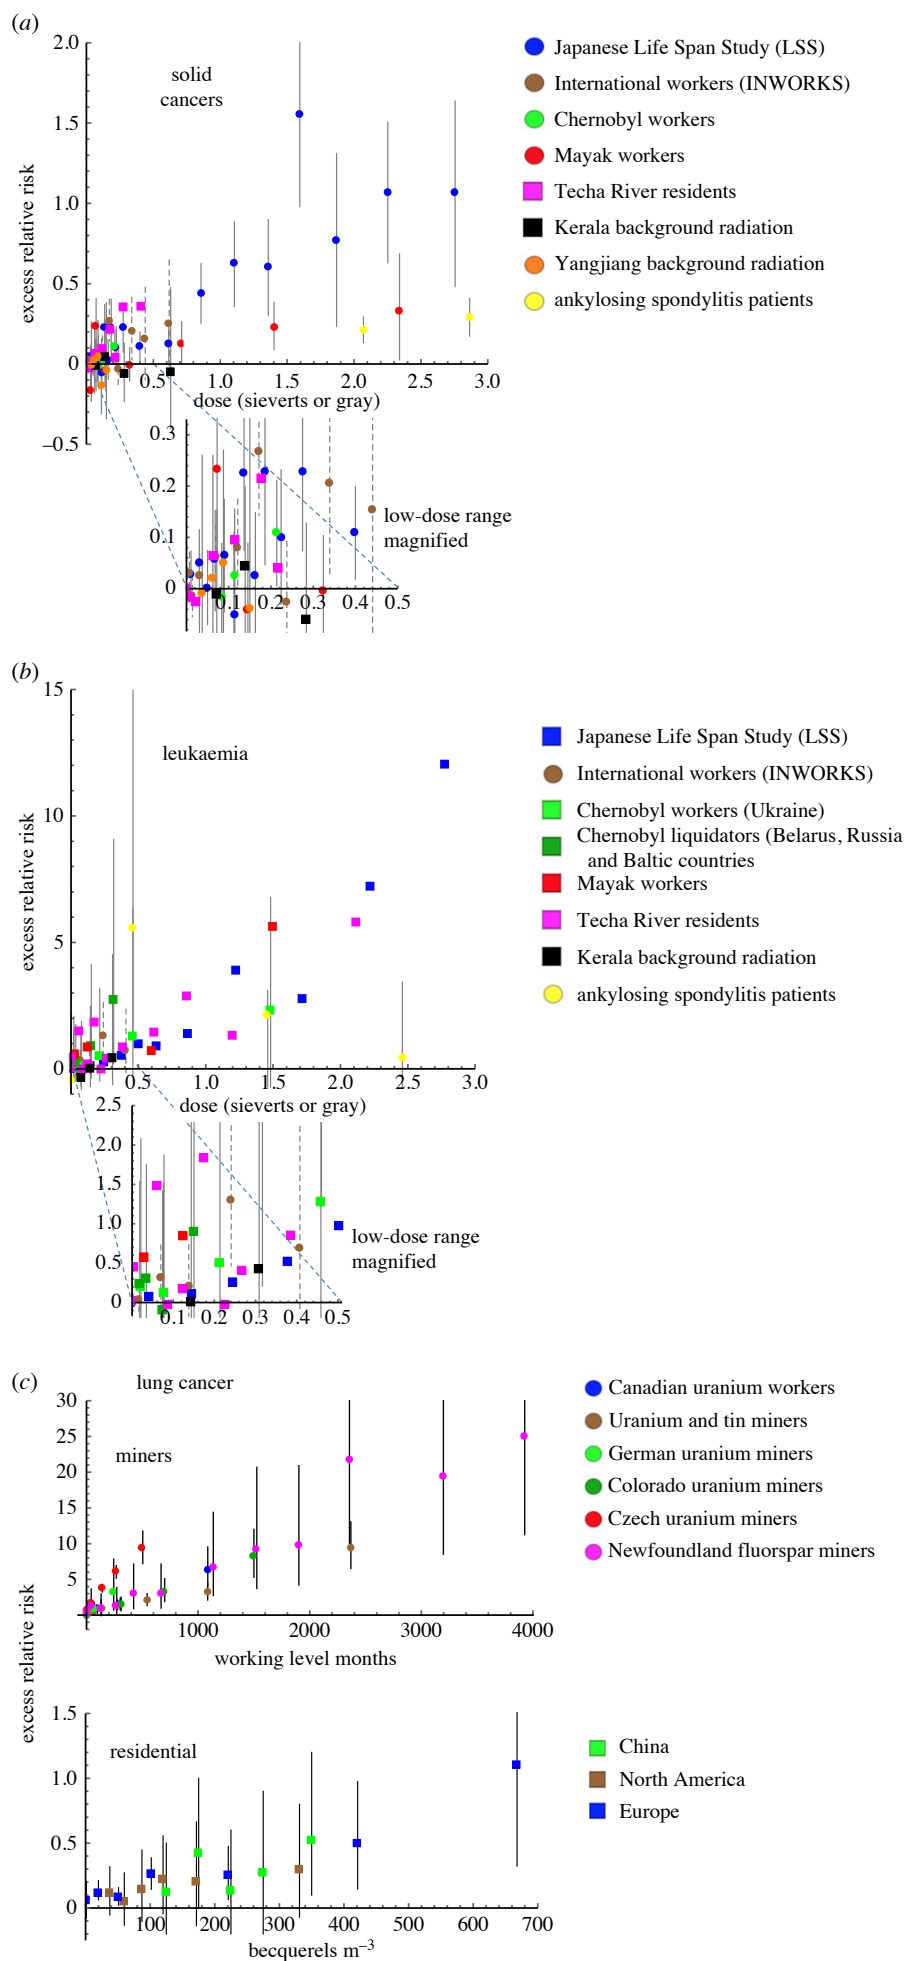 (a)
2.0
solid
cancers
1.5
1.0
0.5
0
–0.5
excess relative risk
0.5 1.0 1.5 2.0 2.5 3.0
dose (sieverts or gray)
Japanese Life Span Study (LSS)
International workers (INWORKS)
Chernobyl workers
Mayak workers
Techa River residents
Kerala background radiation
Yangjiang background radiation
ankylosing spondylitis patients
0.3
0.2
0.1
0
0.1 0.2 0.3 0.4 0.5
low-dose range
magnified
(b)
15
leukaemia
10
5
0
excess relative risk
0.5 1.0 1.5 2.0 2.5 3.0
dose (sieverts or gray)
Japanese Life Span Study (LSS)
International workers (INWORKS)
Chernobyl workers (Ukraine)
Chernobyl liquidators (Belarus, Russia
and Baltic countries
Mayak workers
Techa River residents
Kerala background radiation
ankylosing spondylitis patients
2.5
2.0
1.5
1.0
0.5
0
0.1 0.2 0.3 0.4 0.5
low-dose range
magnified
(c)
lung cancer
30
25
20
15
10
5
miners
1000 2000 3000 4000
working level months
Canadian uranium workers
Uranium and tin miners
German uranium miners
Colorado uranium miners
Czech uranium miners
Newfoundland fluorspar miners
excess relative risk
1.5
1.0
0.5
0
residential
100 200 300 400 500 600 700
becquerels m–3
China
North America
Europe